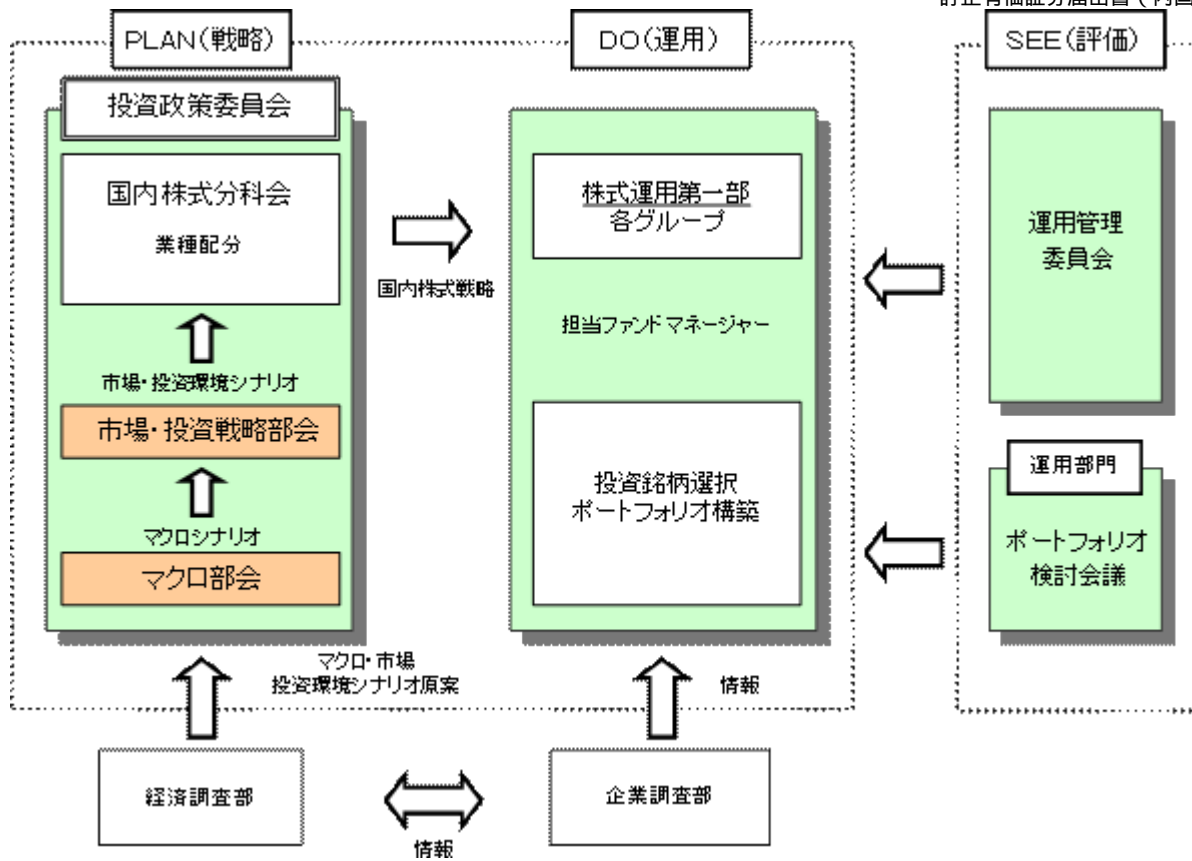 PLAN(戦略)
投資政策委員会
国内株式分科会
業種配分
市場・投資環境シナリオ
市場・投資戦略部会
マクロシナリオ
マクロ部会
マクロ・市場
投資環境シナリオ原案
経済調査部
国内株式戦略
情報
DO(運用)
株式運用第一部
各グループ
担当ファンドマネージャー
投資銘柄選択
ポートフォリオ構築
情報
企業調査部
SEE(評価)
運用管理
委員会
運用部門
ポートフォリオ
検討会議